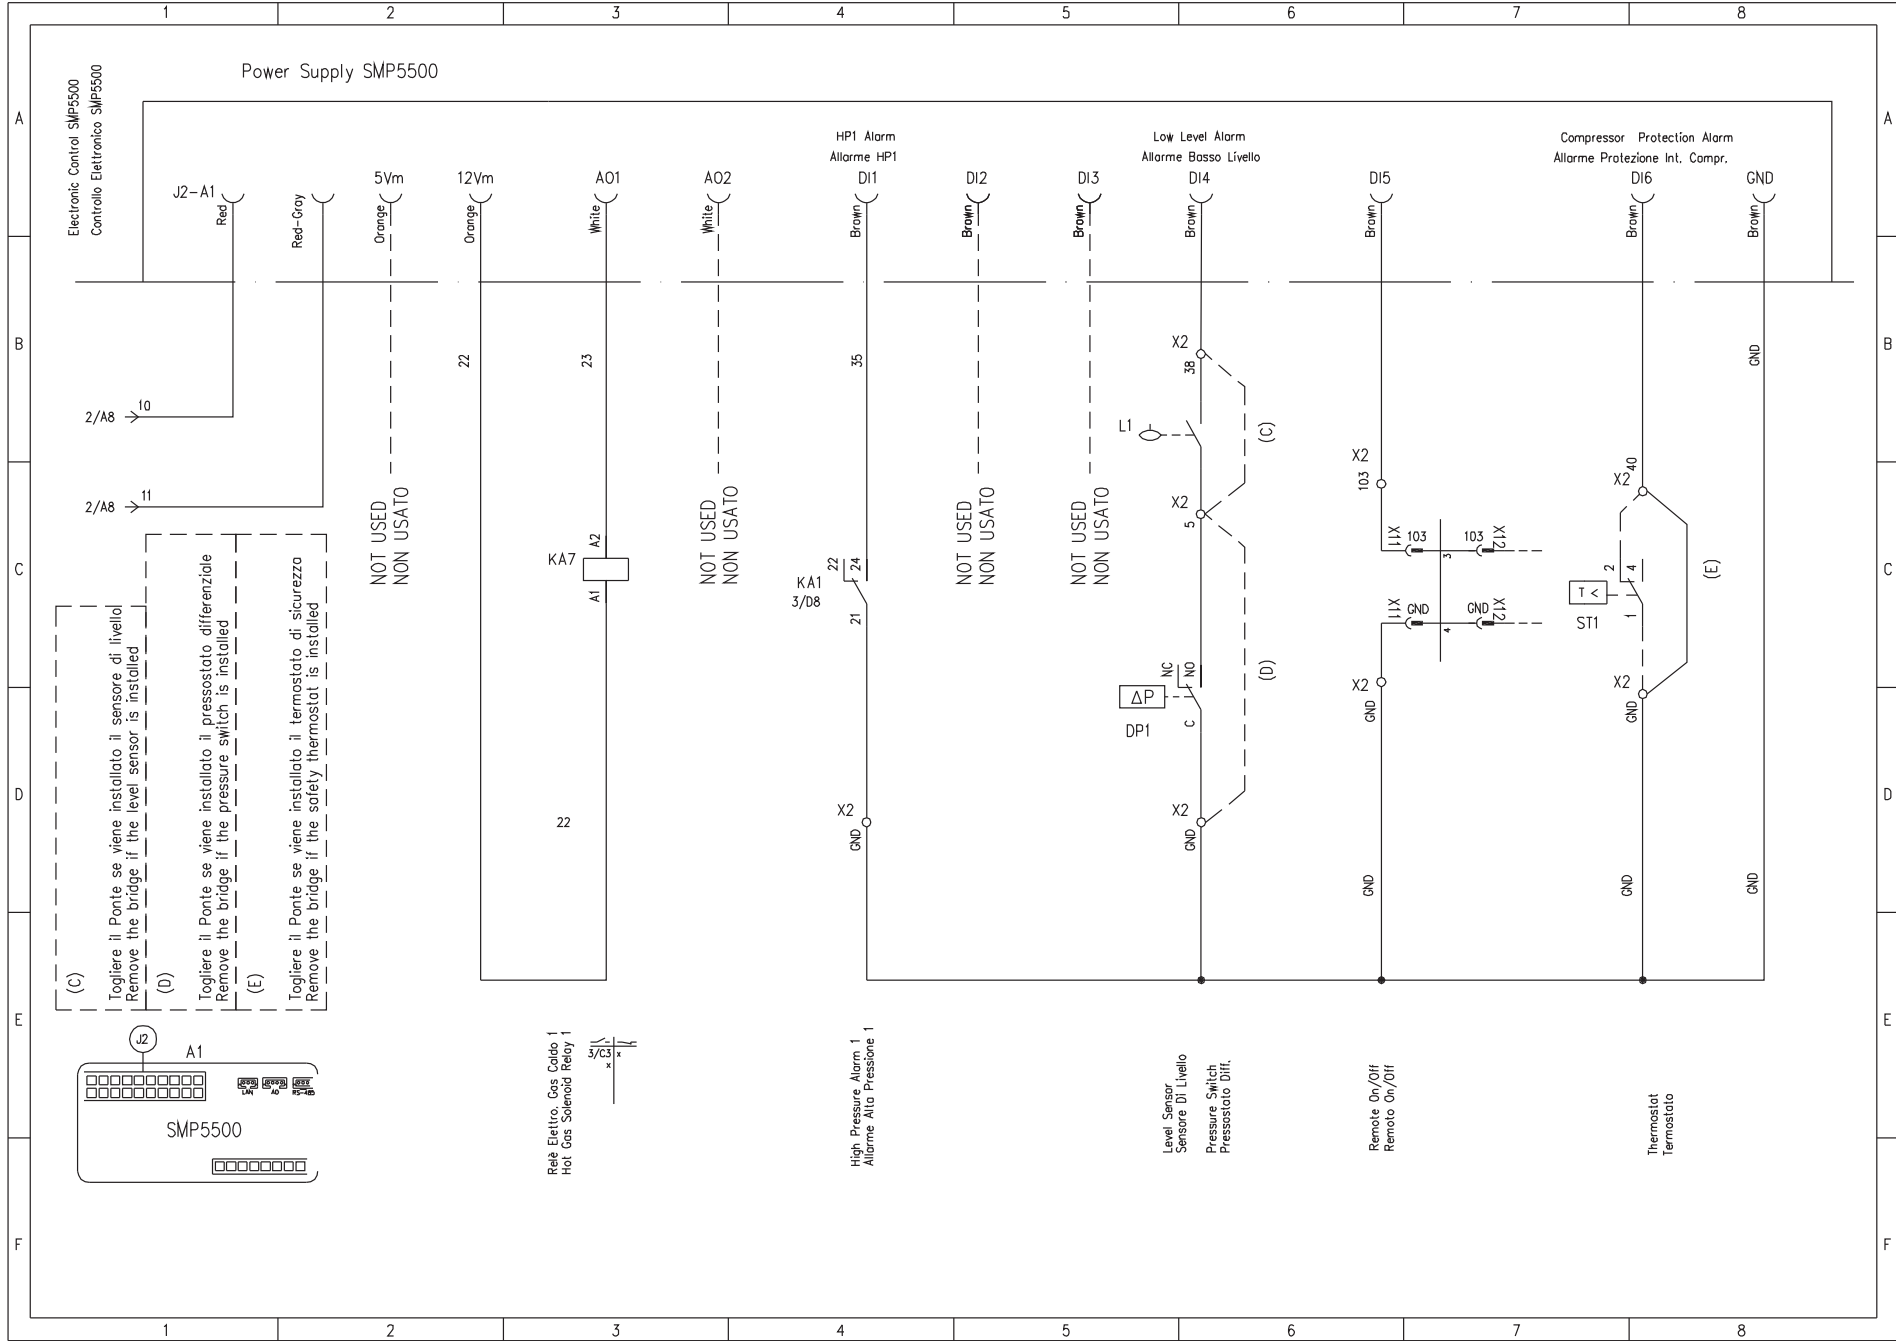 1 2 3 4 5 6 7 8
A
B
C
D
E
F
A
B
C
D
E
F
1 2 3 4 5 6 7 8
Electronic Control SMP5500
Controllo Elettronico SMP5500
Power Supply SMP5500
J2-A1
Red
Red-Gray
5Vm
Orange
12Vm
Orange
AO1
White
AO2
White
HP1 Alarm
Allarme HP1
DI1
Brown
DI2
Brown
DI3
Brown
Low Level Alarm
Allarme Basso Livello
DI4
Brown
DI5
Brown
Compressor Protection Alarm
Allarme Protezione Int. Compr.
DI6
Brown
GND
Brown
2/A8
10
2/A8
11
NOT USED
NON USATO
22
22
23
KA7
A2
A1
NOT USED
NON USATO
35
22
24
KA1
3/D8
21
X2
GND
NOT USED
NON USATO
NOT USED
NON USATO
X2
38
L1
(C)
X2
5
NC
NO
ΔP
DP1
C
(D)
X2
GND
X2
103
X11
103
3
103
X12
X11
GND
4
GND
X12
X2
GND
GND
40
X2
2
4
T <
ST1
1
(E)
X2
GND
GND
GND
GND
(C)
Togliere il Ponte se viene installato il sensore di livello
Remove the bridge if the level sensor is installed
(D)
Togliere il Ponte se viene installato il pressostato differenziale
Remove the bridge if the pressure switch is installed
(E)
Togliere il Ponte se viene installato il termostato di sicurezza
Remove the bridge if the safety thermostat is installed
J2
A1
LAN
AO
RS-485
SMP5500
Relè Elettro. Gas Caldo 1
Hot Gas Solenoid Relay 1
3/C3
x
x
High Pressure Alarm 1
Allarme Alta Pressione 1
Level Sensor
Sensore Di Livello
Pressure Switch
Pressostato Diff.
Remote On/Off
Remoto On/Off
Thermostat
Termostato